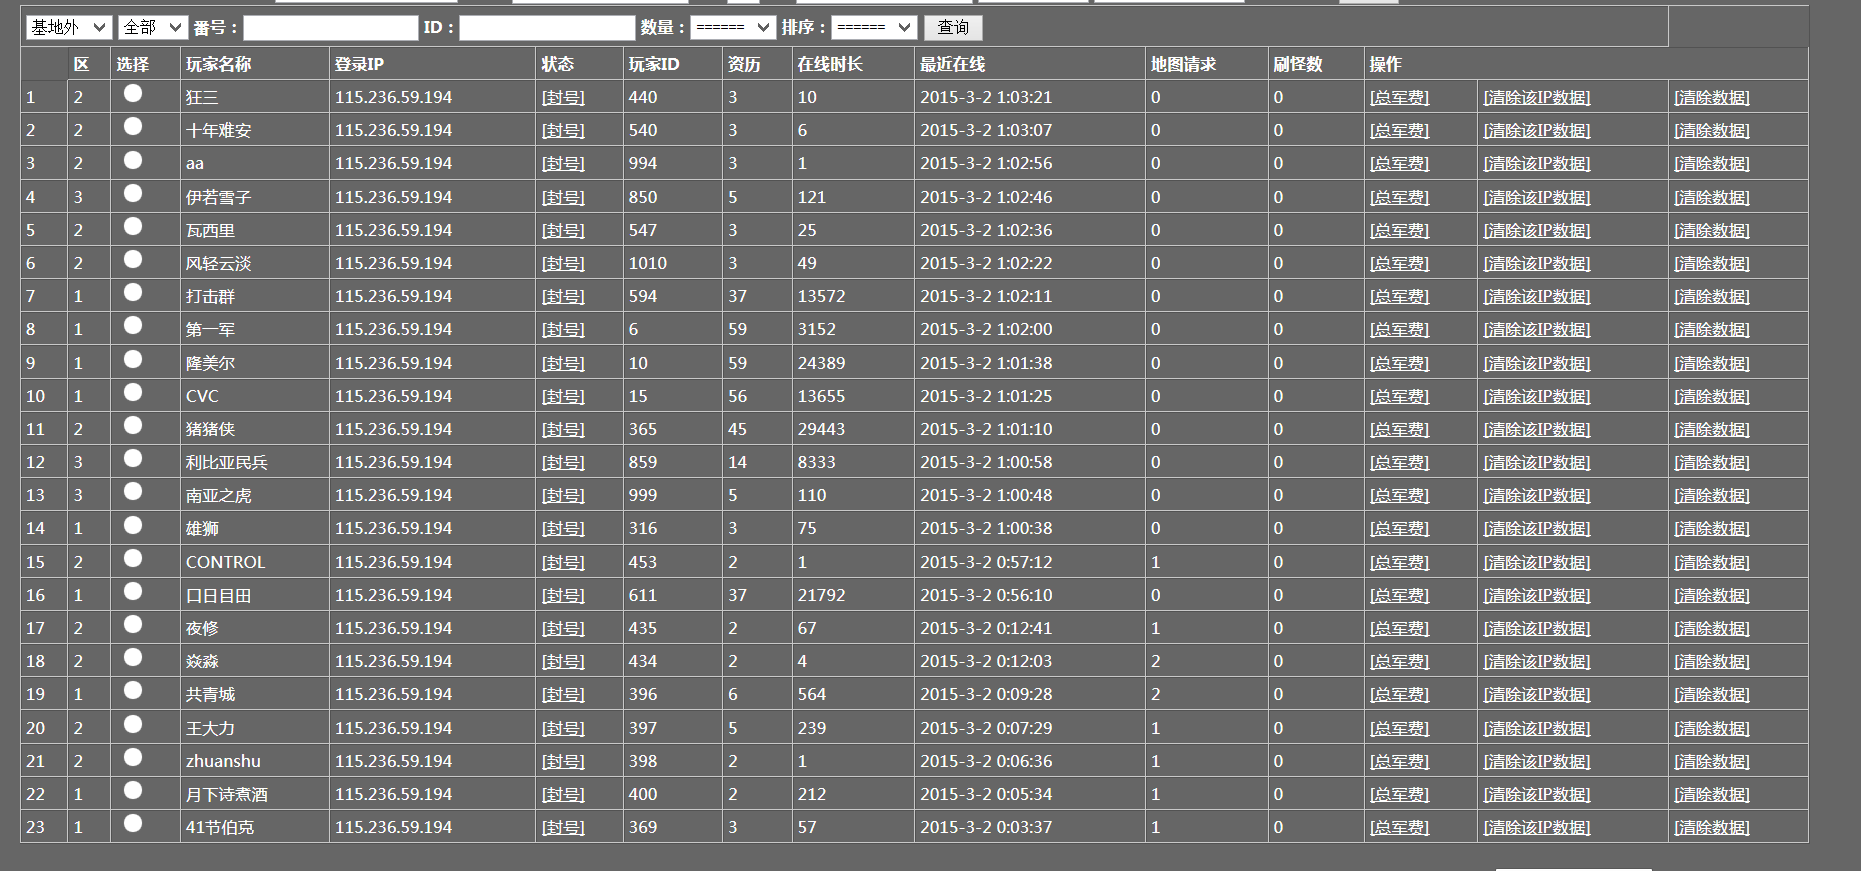 基地外 全部 番号： ID： 数量： ====== 排序： ====== 查询
区 选择 玩家名称 登录IP 状态 玩家ID 资历 在线时长 最近在线 地图请求 刷怪数 操作
1 2 狂三 115.236.59.194 [封号] 440 3 10 2015-3-2 1:03:21 0 0 [总军费] [清除该IP数据] [清除数据]
2 2 十年难安 115.236.59.194 [封号] 540 3 6 2015-3-2 1:03:07 0 0 [总军费] [清除该IP数据] [清除数据]
3 2 aa 115.236.59.194 [封号] 994 3 1 2015-3-2 1:02:56 0 0 [总军费] [清除该IP数据] [清除数据]
4 3 伊若雪子 115.236.59.194 [封号] 850 5 121 2015-3-2 1:02:46 0 0 [总军费] [清除该IP数据] [清除数据]
5 2 瓦西里 115.236.59.194 [封号] 547 3 25 2015-3-2 1:02:36 0 0 [总军费] [清除该IP数据] [清除数据]
6 2 风轻云淡 115.236.59.194 [封号] 1010 3 49 2015-3-2 1:02:22 0 0 [总军费] [清除该IP数据] [清除数据]
7 1 打击群 115.236.59.194 [封号] 594 37 13572 2015-3-2 1:02:11 0 0 [总军费] [清除该IP数据] [清除数据]
8 1 第一军 115.236.59.194 [封号] 6 59 3152 2015-3-2 1:02:00 0 0 [总军费] [清除该IP数据] [清除数据]
9 1 隆美尔 115.236.59.194 [封号] 10 59 24389 2015-3-2 1:01:38 0 0 [总军费] [清除该IP数据] [清除数据]
10 1 CVC 115.236.59.194 [封号] 15 56 13655 2015-3-2 1:01:25 0 0 [总军费] [清除该IP数据] [清除数据]
11 2 猪猪侠 115.236.59.194 [封号] 365 45 29443 2015-3-2 1:01:10 0 0 [总军费] [清除该IP数据] [清除数据]
12 3 利比亚民兵 115.236.59.194 [封号] 859 14 8333 2015-3-2 1:00:58 0 0 [总军费] [清除该IP数据] [清除数据]
13 3 南亚之虎 115.236.59.194 [封号] 999 5 110 2015-3-2 1:00:48 0 0 [总军费] [清除该IP数据] [清除数据]
14 1 雄狮 115.236.59.194 [封号] 316 3 75 2015-3-2 1:00:38 0 0 [总军费] [清除该IP数据] [清除数据]
15 2 CONTROL 115.236.59.194 [封号] 453 2 1 2015-3-2 0:57:12 1 0 [总军费] [清除该IP数据] [清除数据]
16 1 口日目田 115.236.59.194 [封号] 611 37 21792 2015-3-2 0:56:10 0 0 [总军费] [清除该IP数据] [清除数据]
17 2 夜修 115.236.59.194 [封号] 435 2 67 2015-3-2 0:12:41 1 0 [总军费] [清除该IP数据] [清除数据]
18 2 焱淼 115.236.59.194 [封号] 434 2 4 2015-3-2 0:12:03 2 0 [总军费] [清除该IP数据] [清除数据]
19 1 共青城 115.236.59.194 [封号] 396 6 564 2015-3-2 0:09:28 2 0 [总军费] [清除该IP数据] [清除数据]
20 2 王大力 115.236.59.194 [封号] 397 5 239 2015-3-2 0:07:29 1 0 [总军费] [清除该IP数据] [清除数据]
21 2 zhuanshu 115.236.59.194 [封号] 398 2 1 2015-3-2 0:06:36 1 0 [总军费] [清除该IP数据] [清除数据]
22 1 月下诗煮酒 115.236.59.194 [封号] 400 2 212 2015-3-2 0:05:34 1 0 [总军费] [清除该IP数据] [清除数据]
23 1 41节伯克 115.236.59.194 [封号] 369 3 57 2015-3-2 0:03:37 1 0 [总军费] [清除该IP数据] [清除数据]